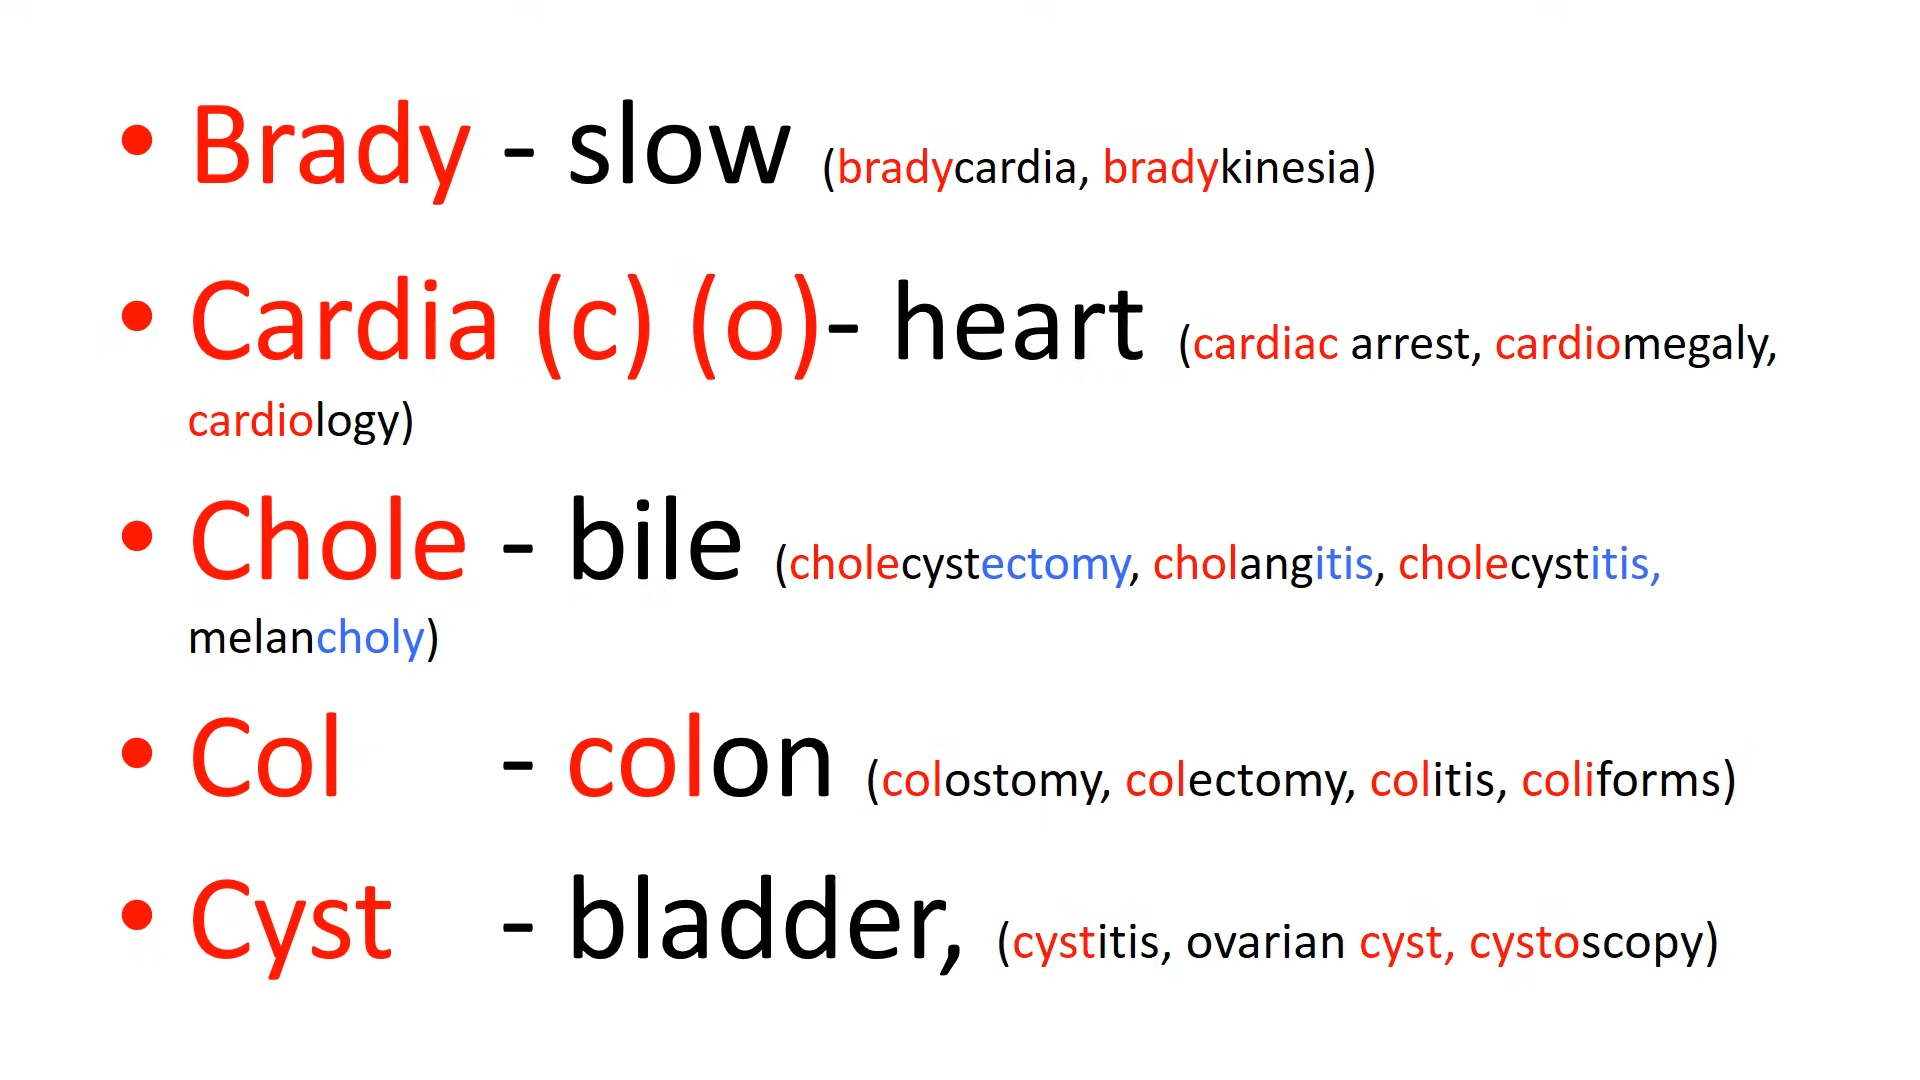 • Brady - slow (bradycardia, bradykinesia)
• Cardia (c) (o)- heart (cardiac arrest, cardiomegaly,
cardiology)
• Chole - bile (cholecystectomy, cholangitis, cholecystitis,
melancholy)
• Col - colon (colostomy, colectomy, colitis, coliforms)
• Cyst - bladder, (cystitis, ovarian cyst, cystoscopy)